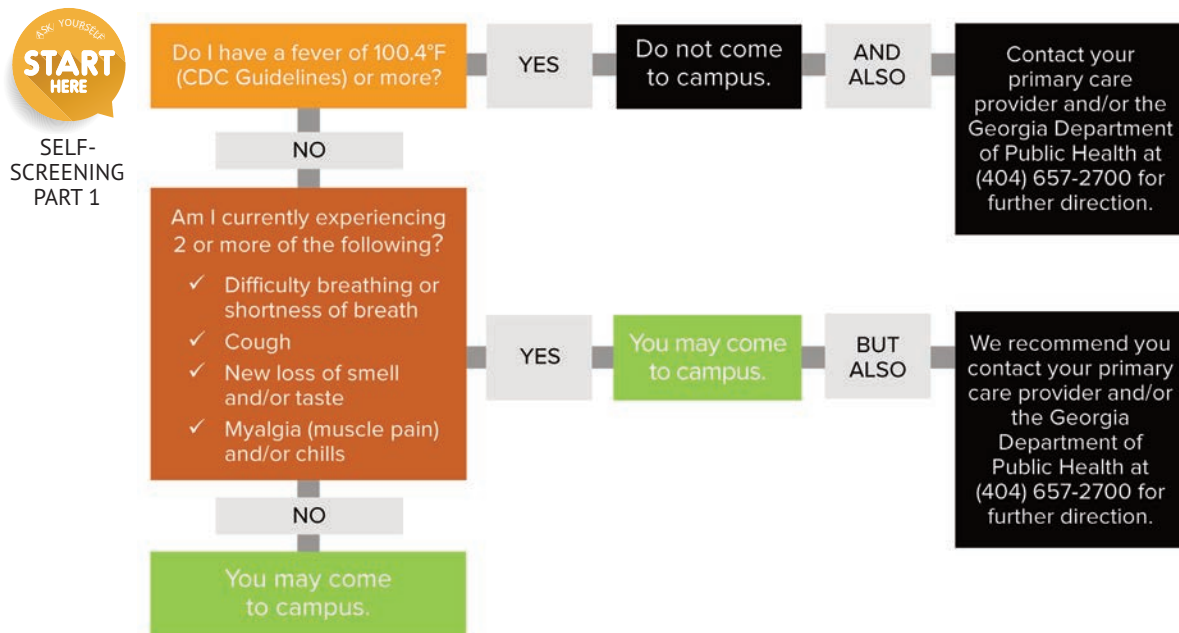 ASK YOURSELF
START
HERE
SELF-
SCREENING
PART 1
Do I have a fever of 100.4°F
(CDC Guidelines) or more?
YES
Do not come
to campus.
AND
ALSO
Contact your
primary care
provider and/or the
Georgia Department
of Public Health at
(404) 657-2700 for
further direction.
NO
Am I currently experiencing
2 or more of the following?
✓ Difficulty breathing or
shortness of breath
✓ Cough
✓ New loss of smell
and/or taste
✓ Myalgia (muscle pain)
and/or chills
YES
You may come
to campus.
BUT
ALSO
We recommend you
contact your primary
care provider and/or
the Georgia
Department of
Public Health at
(404) 657-2700 for
further direction.
NO
You may come
to campus.